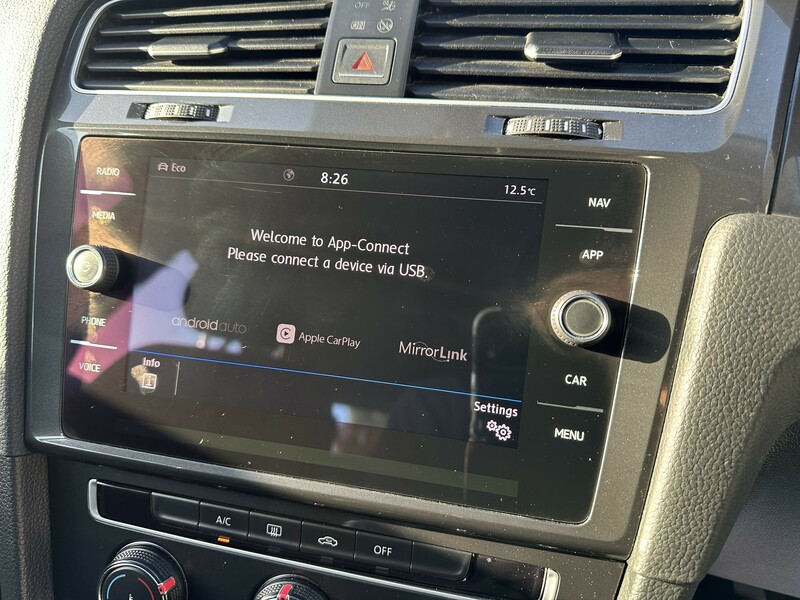 OFF
ON
RADIO
MEDIA
PHONE
VOICE
Eco
8:26
12.5°C
Welcome to App-Connect
Please connect a device via USB.
androidauto
Apple CarPlay
MirrorLink
Info
Settings
NAV
APP
CAR
MENU
A/C
OFF